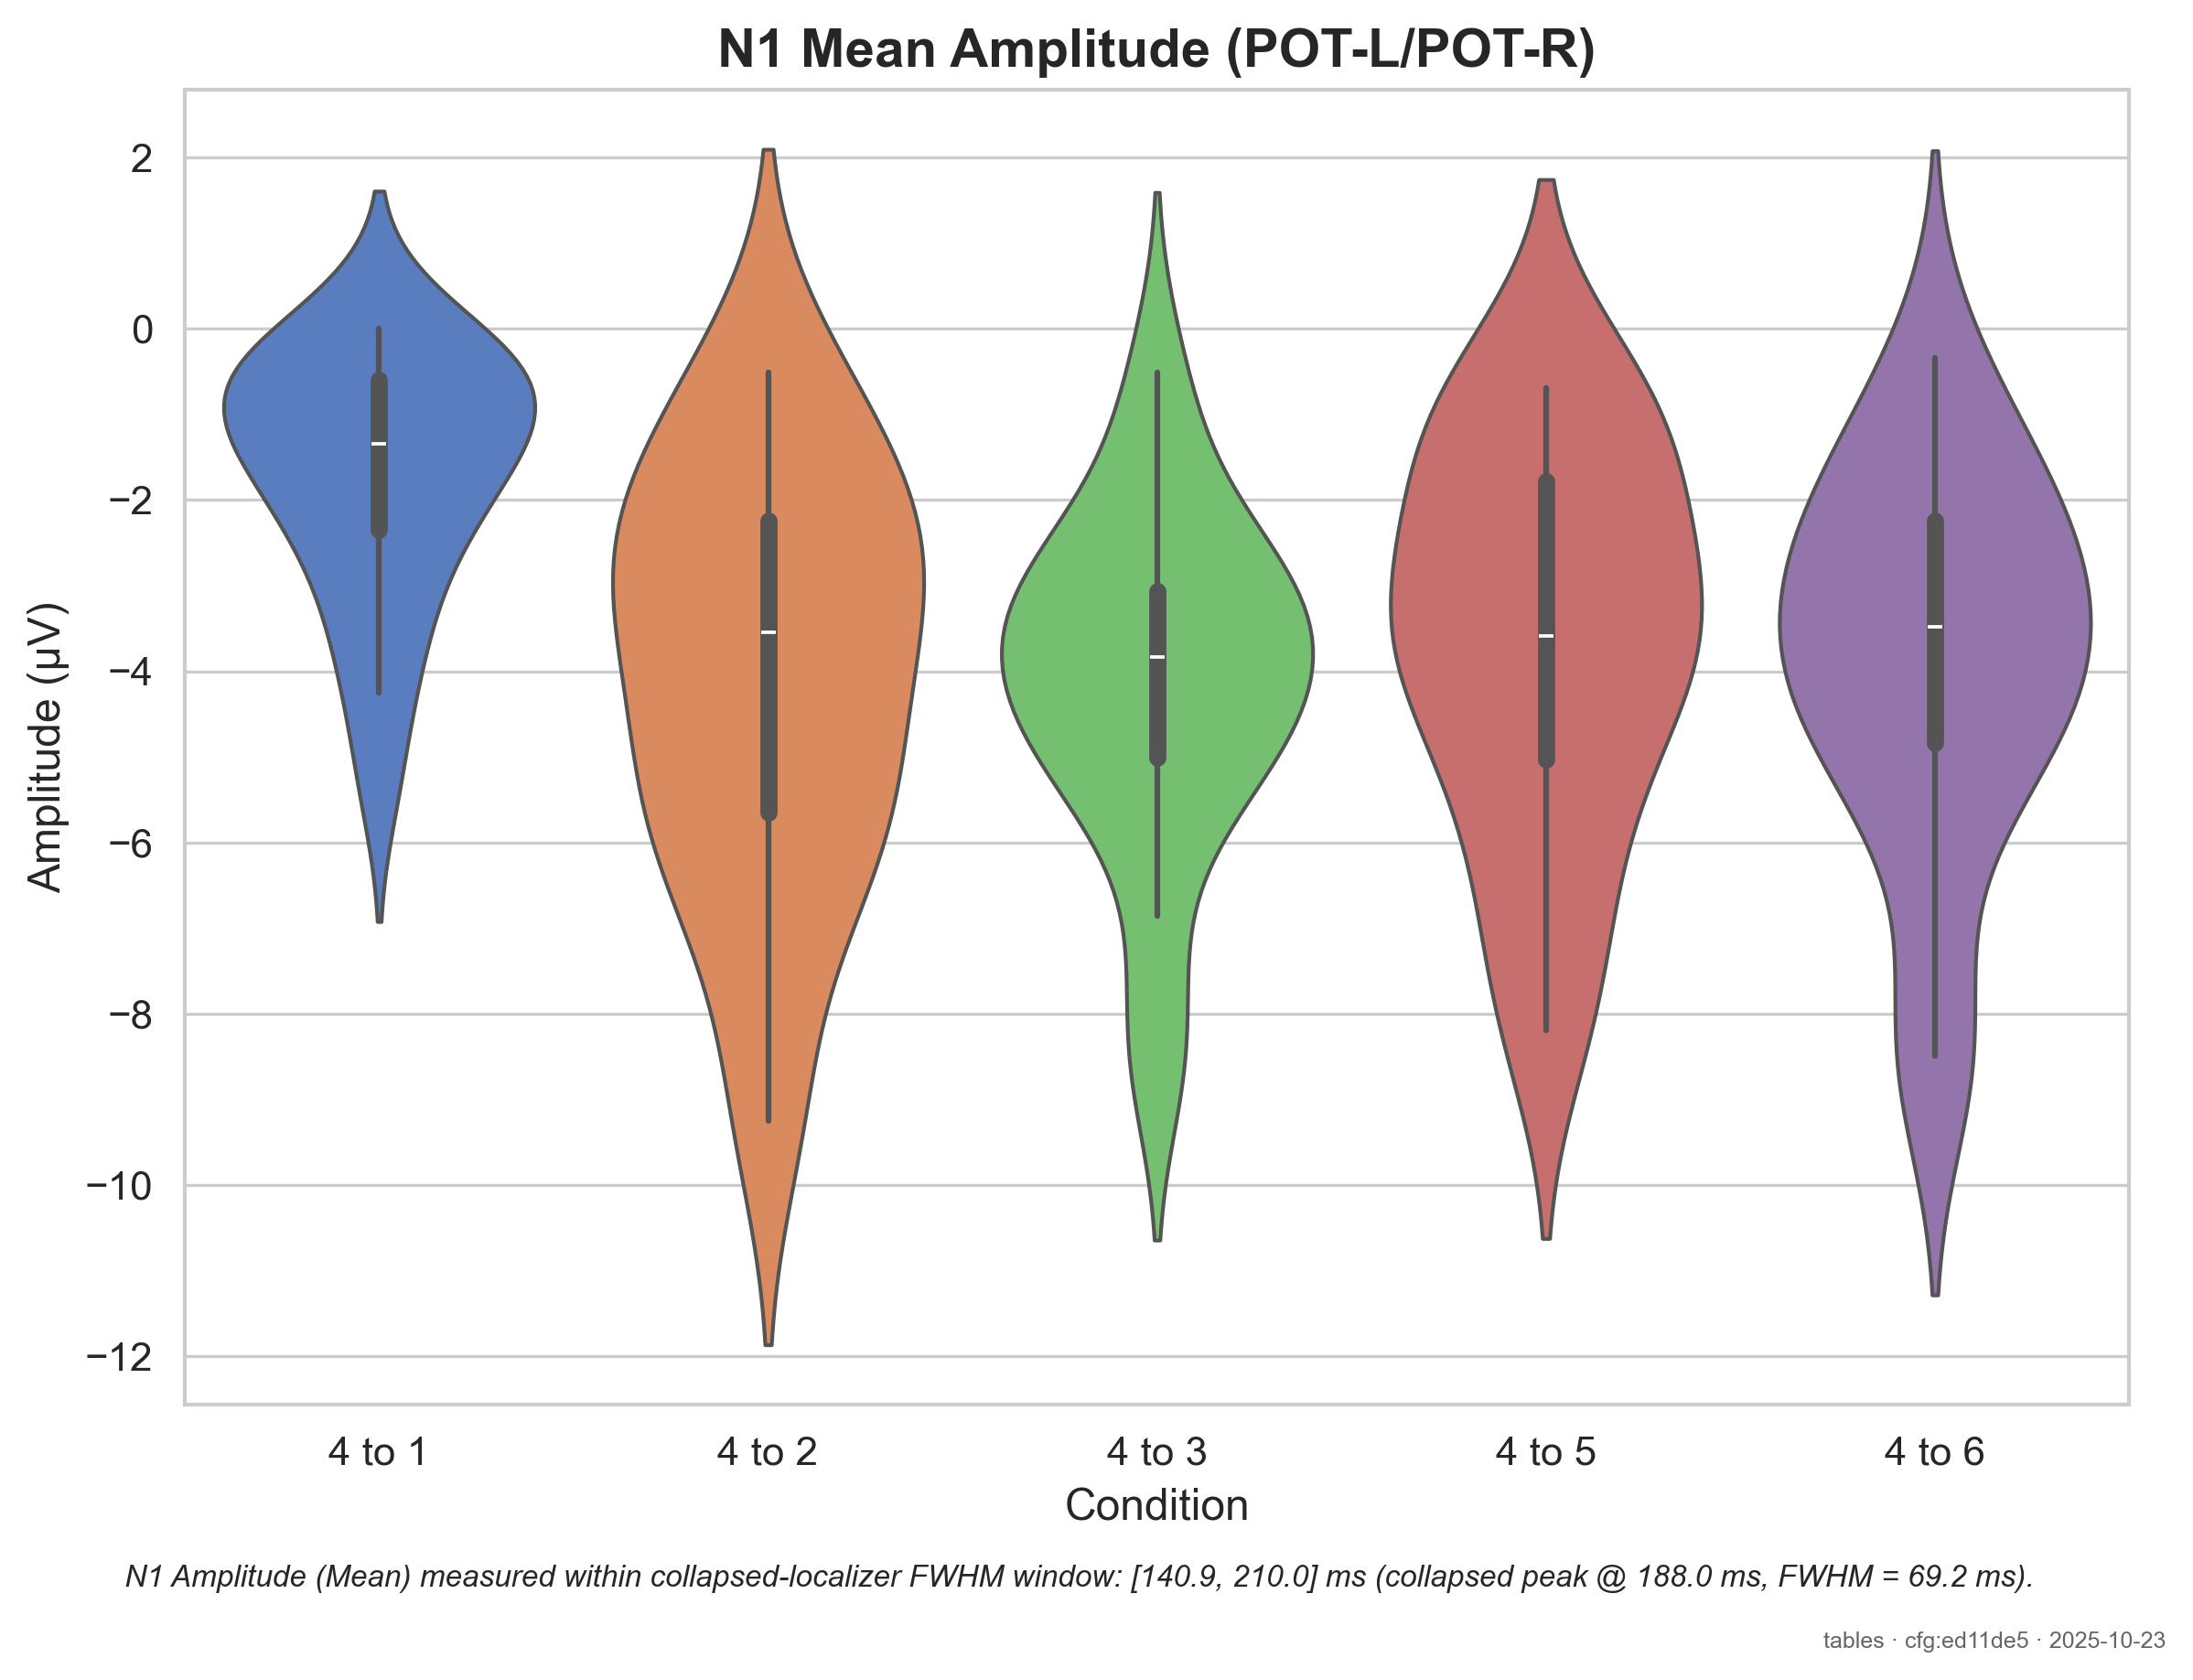 N1 Mean Amplitude (POT-L/POT-R)
Amplitude (µV)
2
0
−2
−4
−6
−8
−10
−12
4 to 1
4 to 2
4 to 3
4 to 5
4 to 6
Condition
N1 Amplitude (Mean) measured within collapsed-localizer FWHM window: [140.9, 210.0] ms (collapsed peak @ 188.0 ms, FWHM = 69.2 ms).
tables · cfg:ed11de5 · 2025-10-23